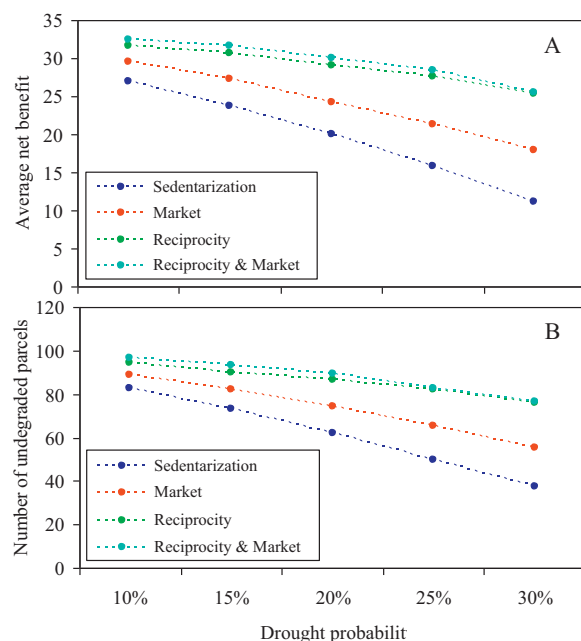 35
30
25
20
15
10
5
0
Average net benefit
A
Sedentarization
Market
Reciprocity
Reciprocity & Market
120
100
80
60
40
20
0
Number of undegraded parcels
B
Sedentarization
Market
Reciprocity
Reciprocity & Market
10% 15% 20% 25% 30%
Drought probabilit